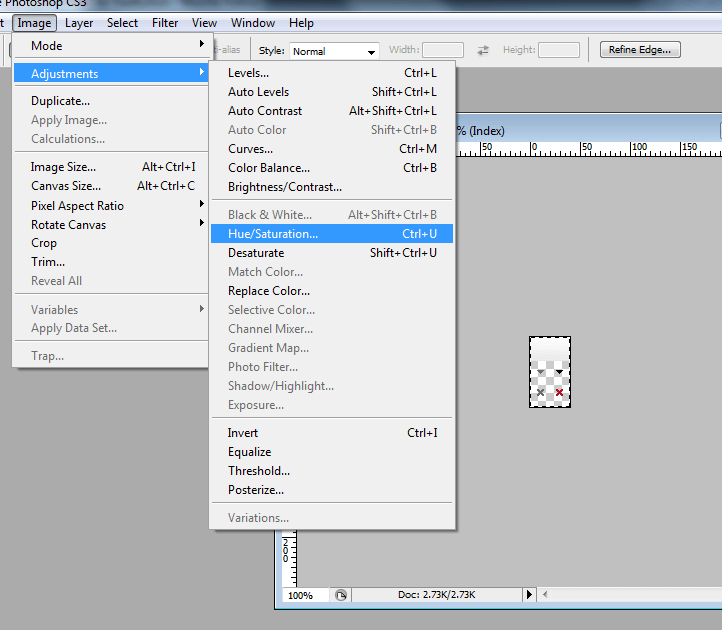 Photoshop CS3
Image Layer Select Filter View Window Help
ti-alias Style: Normal Width: Height: Refine Edge...
Mode
Adjustments
Duplicate...
Apply Image...
Calculations...
Image Size... Alt+Ctrl+I
Canvas Size... Alt+Ctrl+C
Pixel Aspect Ratio
Rotate Canvas
Crop
Trim...
Reveal All
Variables
Apply Data Set...
Trap...
Levels... Ctrl+L
Auto Levels Shift+Ctrl+L
Auto Contrast Alt+Shift+Ctrl+L
Auto Color Shift+Ctrl+B
Curves... Ctrl+M
Color Balance... Ctrl+B
Brightness/Contrast...
Black & White... Alt+Shift+Ctrl+B
Hue/Saturation... Ctrl+U
Desaturate Shift+Ctrl+U
Match Color...
Replace Color...
Selective Color...
Channel Mixer...
Gradient Map...
Photo Filter...
Shadow/Highlight...
Exposure...
Invert Ctrl+I
Equalize
Threshold...
Posterize...
Variations...
% (Index)
50 0 50 100 150
200
100% Doc: 2.73K/2.73K